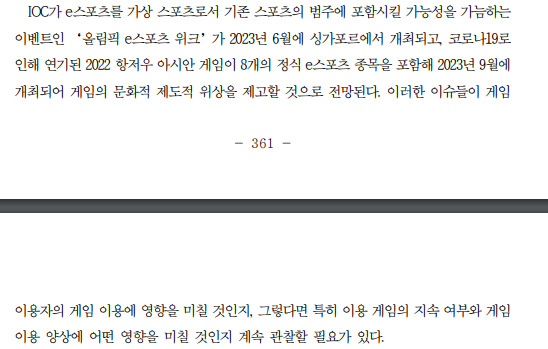 IOC가 e스포츠를 가상 스포츠로서 기존 스포츠의 범주에 포함시킬 가능성을 가늠하는
이벤트인 ‘올림픽 e스포츠 위크’가 2023년 6월에 싱가포르에서 개최되고, 코로나19로
인해 연기된 2022 항저우 아시안 게임이 8개의 정식 e스포츠 종목을 포함해 2023년 9월에
개최되어 게임의 문화적 제도적 위상을 제고할 것으로 전망된다. 이러한 이슈들이 게임
- 361 -
이용자의 게임 이용에 영향을 미칠 것인지, 그렇다면 특히 이용 게임의 지속 여부와 게임
이용 양상에 어떤 영향을 미칠 것인지 계속 관찰할 필요가 있다.